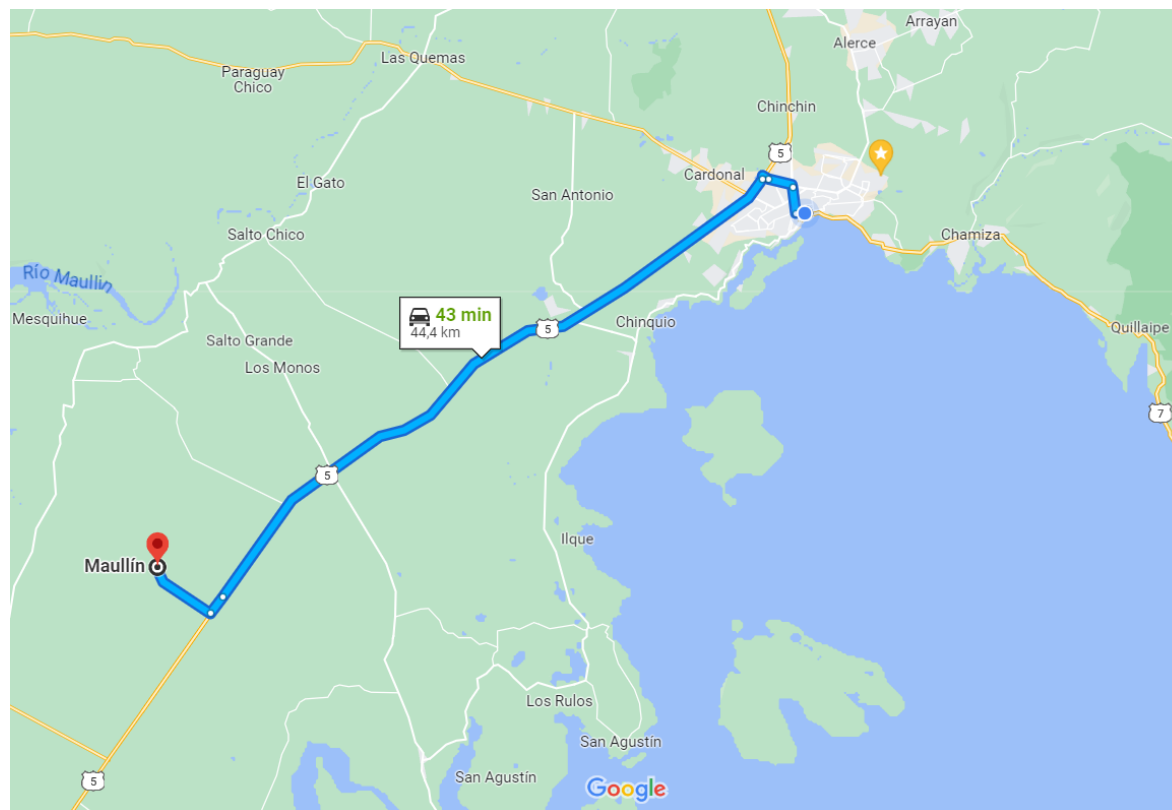 Arrayan
Alerce
Las Quemas
Paraguay
Chico
Chinchin
5
Cardonal
El Gato
San Antonio
Salto Chico
Chamiza
Río Maullín
43 min
44,4 km
Mesquihue
5
Chinquio
Quillaipe
Salto Grande
Los Monos
7
5
Ilque
Maullín
Los Rulos
San Agustín
San Agustín
5
Google